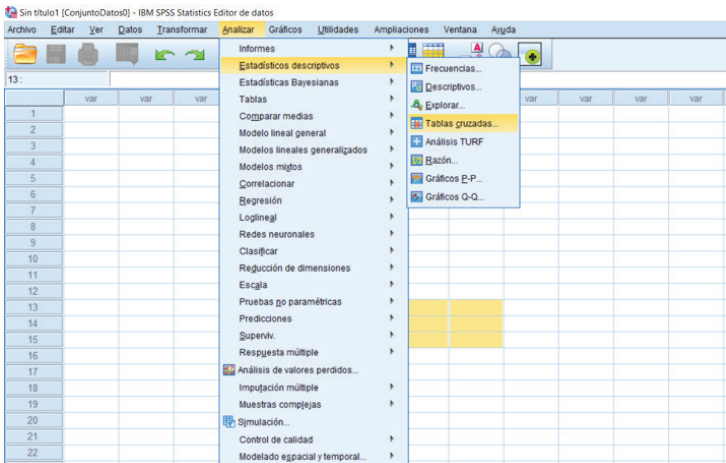 Sin título1 [ConjuntoDatos0] - IBM SPSS Statistics Editor de datos
Archivo Editar Ver Datos Transformar Analizar Gráficos Utilidades Ampliaciones Ventana Ayuda
13 :
var var var var var var var
1
2
3
4
5
6
7
8
9
10
11
12
13
14
15
16
17
18
19
20
21
22
Informes
Estadísticos descriptivos
Estadísticas Bayesianas
Tablas
Comparar medias
Modelo lineal general
Modelos lineales generalizados
Modelos mixtos
Correlacionar
Regresión
Loglineal
Redes neuronales
Clasificar
Reducción de dimensiones
Escala
Pruebas no paramétricas
Predicciones
Superviv.
Respuesta múltiple
Análisis de valores perdidos...
Imputación múltiple
Muestras complejas
Simulación...
Control de calidad
Modelado espacial y temporal...
Frecuencias...
Descriptivos...
Explorar...
Tablas cruzadas...
Análisis TURF
Razón...
Gráficos P-P...
Gráficos Q-Q...